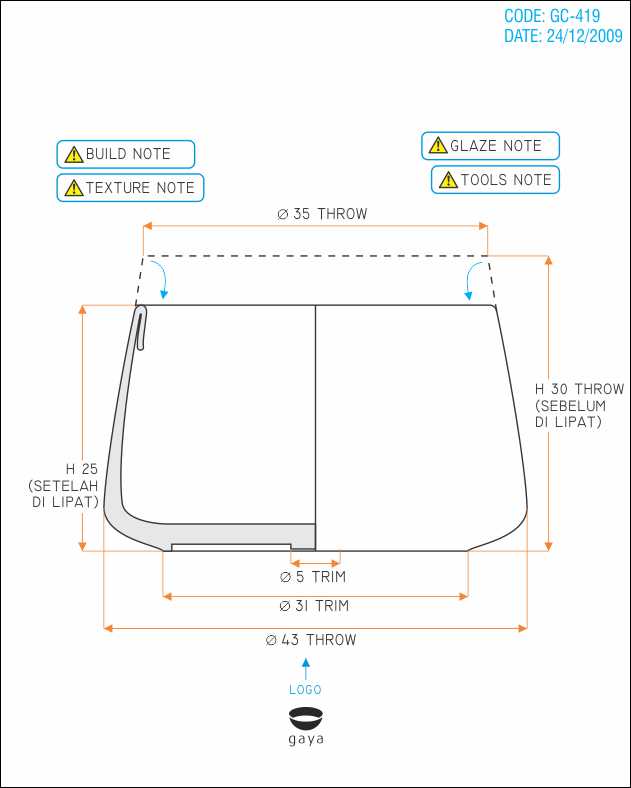 CODE: GC-419
DATE: 24/12/2009
BUILD NOTE
GLAZE NOTE
TEXTURE NOTE
TOOLS NOTE
Ø 35 THROW
H 30 THROW
(SEBELUM
DI LIPAT)
H 25
(SETELAH
DI LIPAT)
Ø 5 TRIM
Ø 31 TRIM
Ø 43 THROW
LOGO
gaya